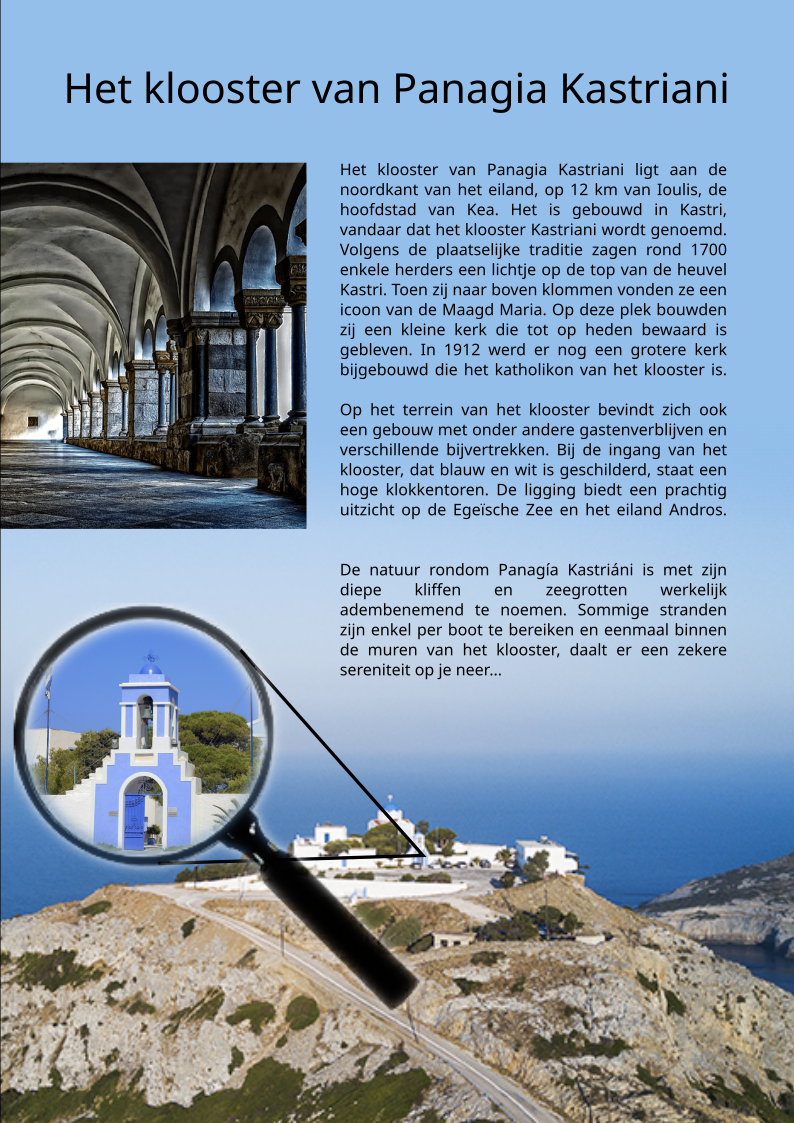 Het klooster van Panagia Kastriani
Het klooster van Panagia Kastriani ligt aan de
noordkant van het eiland, op 12 km van Ioulis, de
hoofdstad van Kea. Het is gebouwd in Kastri,
vandaar dat het klooster Kastriani wordt genoemd.
Volgens de plaatselijke traditie zagen rond 1700
enkele herders een lichtje op de top van de heuvel
Kastri. Toen zij naar boven klommen vonden ze een
icoon van de Maagd Maria. Op deze plek bouwden
zij een kleine kerk die tot op heden bewaard is
gebleven. In 1912 werd er nog een grotere kerk
bijgebouwd die het katholikon van het klooster is.
Op het terrein van het klooster bevindt zich ook
een gebouw met onder andere gastenverblijven en
verschillende bijvertrekken. Bij de ingang van het
klooster, dat blauw en wit is geschilderd, staat een
hoge klokkentoren. De ligging biedt een prachtig
uitzicht op de Egeïsche Zee en het eiland Andros.
De natuur rondom Panagía Kastriáni is met zijn
diepe kliffen en zeegrotten werkelijk
adembenemend te noemen. Sommige stranden
zijn enkel per boot te bereiken en eenmaal binnen
de muren van het klooster, daalt er een zekere
sereniteit op je neer...